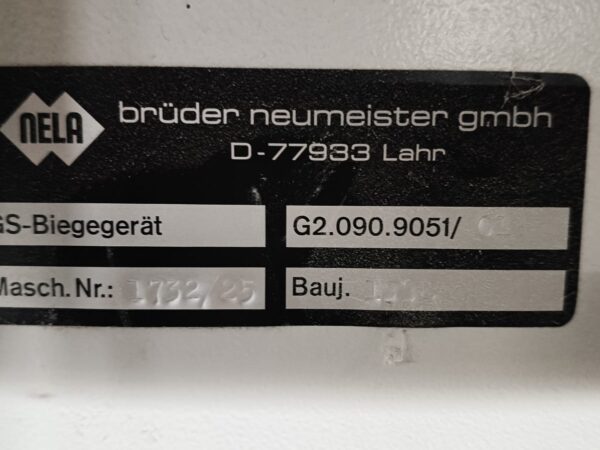 NELA
brüder neumeister gmbh
D-77933 Lahr
GS-Biegegerät
G2.090.9051/
Masch. Nr.: 1732/25
Bauj.